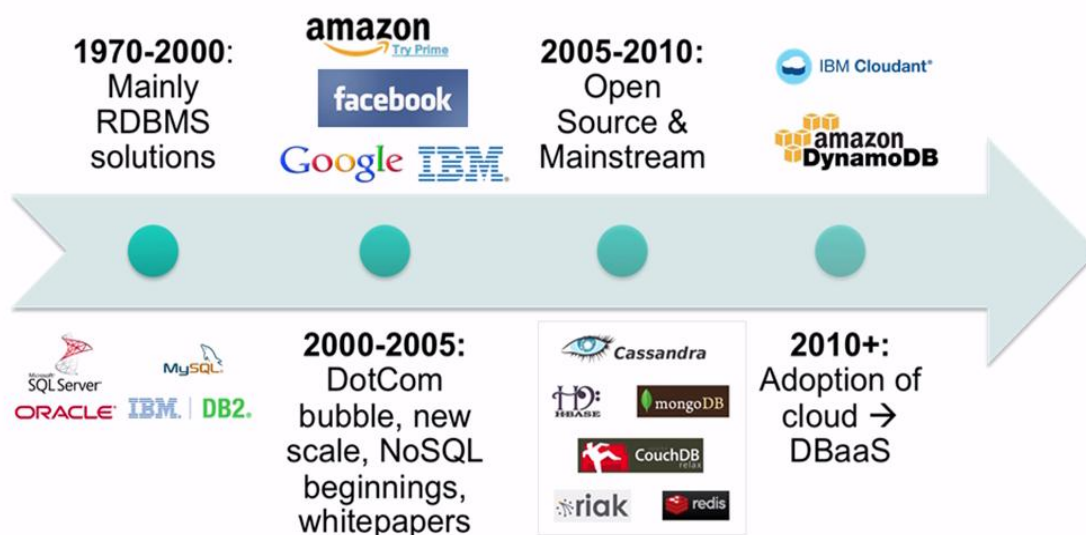 1970-2000:
Mainly
RDBMS
solutions
Microsoft
SQL Server
MySQL
ORACLE
IBM. DB2.
amazon
Try Prime
facebook
Google IBM
2000-2005:
DotCom
bubble, new
scale, NoSQL
beginnings,
whitepapers
2005-2010:
Open
Source &
Mainstream
Cassandra
HBASE
mongoDB
CouchDB
relax
riak
redis
IBM Cloudant
amazon
DynamoDB
2010+:
Adoption of
cloud →
DBaaS